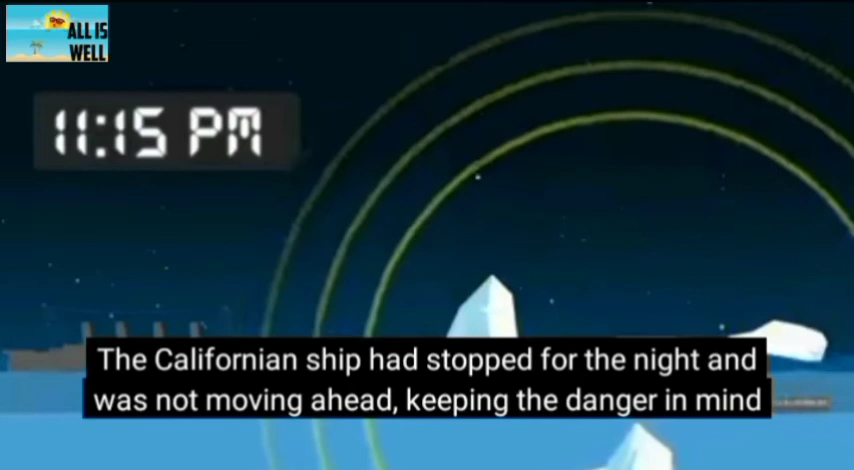 ALL IS
WELL
11:15 PM
The Californian ship had stopped for the night and
was not moving ahead, keeping the danger in mind